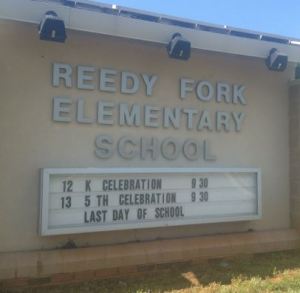 REEDY FORK
ELEMENTARY
SCHOOL
12 K CELEBRATION 9 30
13 5 TH CELEBRATION 9 30
LAST DAY OF SCHOOL